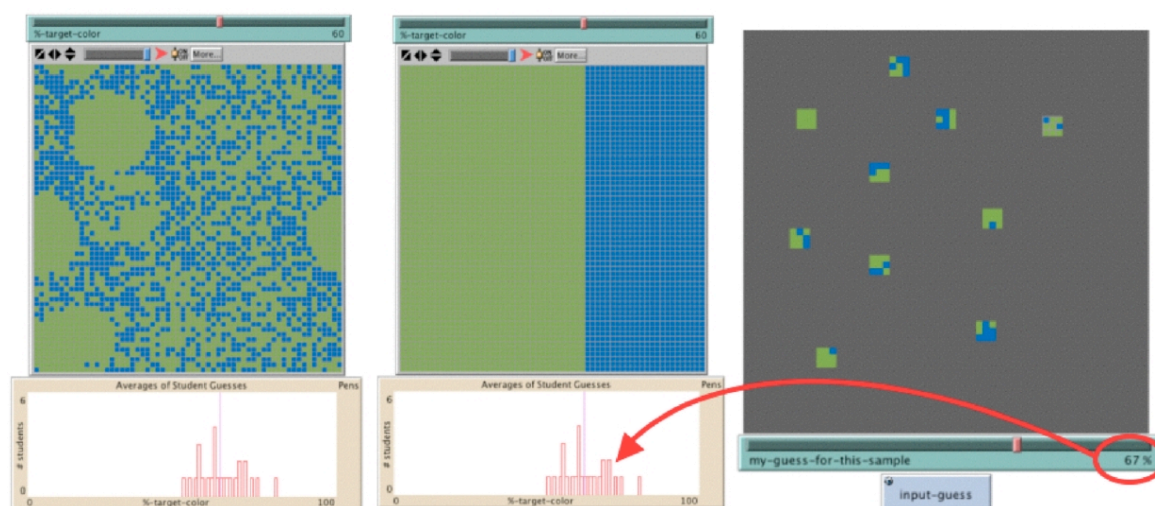 %-target-color 60
More...
Averages of Student Guesses Pens
6
# students
0
0 %-target-color 100
%-target-color 60
More...
Averages of Student Guesses Pens
6
# students
0
0 %-target-color 100
my-guess-for-this-sample 67 %
input-guess